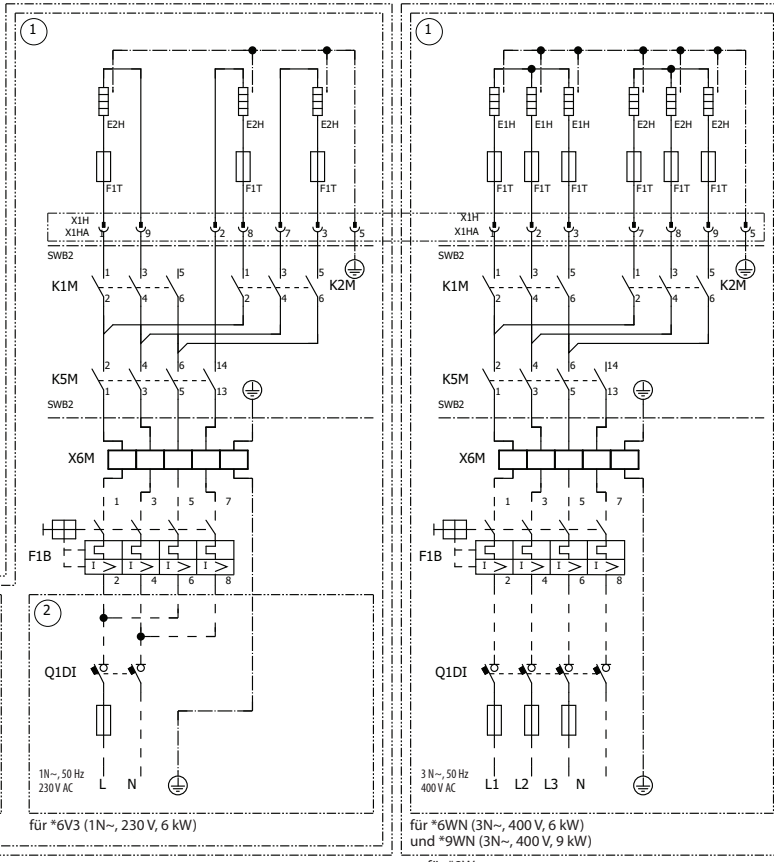 1
E2H
E2H
E2H
F1T
F1T
F1T
X1H
X1HA
1
9
2
8
7
3
5
SWB2
K1M
1
3
5
2
4
6
1
3
5
2
4
6
K2M
K5M
2
4
6
14
1
3
5
13
SWB2
X6M
1
3
5
7
F1B
I >
I >
I >
I >
2
4
6
8
2
Q1DI
1N~, 50 Hz
230 V AC
L
N
für *6V3 (1N~, 230 V, 6 kW)
1
E1H
E1H
E1H
E2H
E2H
E2H
F1T
F1T
F1T
F1T
F1T
F1T
X1H
X1HA
1
2
3
7
8
9
5
SWB2
K1M
1
3
5
2
4
6
1
3
5
2
4
6
K2M
K5M
2
4
6
14
1
3
5
13
SWB2
X6M
1
3
5
7
F1B
I >
I >
I >
I >
2
4
6
8
Q1DI
3 N~, 50 Hz
400 V AC
L1
L2
L3
N
für *6WN (3N~, 400 V, 6 kW)
und *9WN (3N~, 400 V, 9 kW)